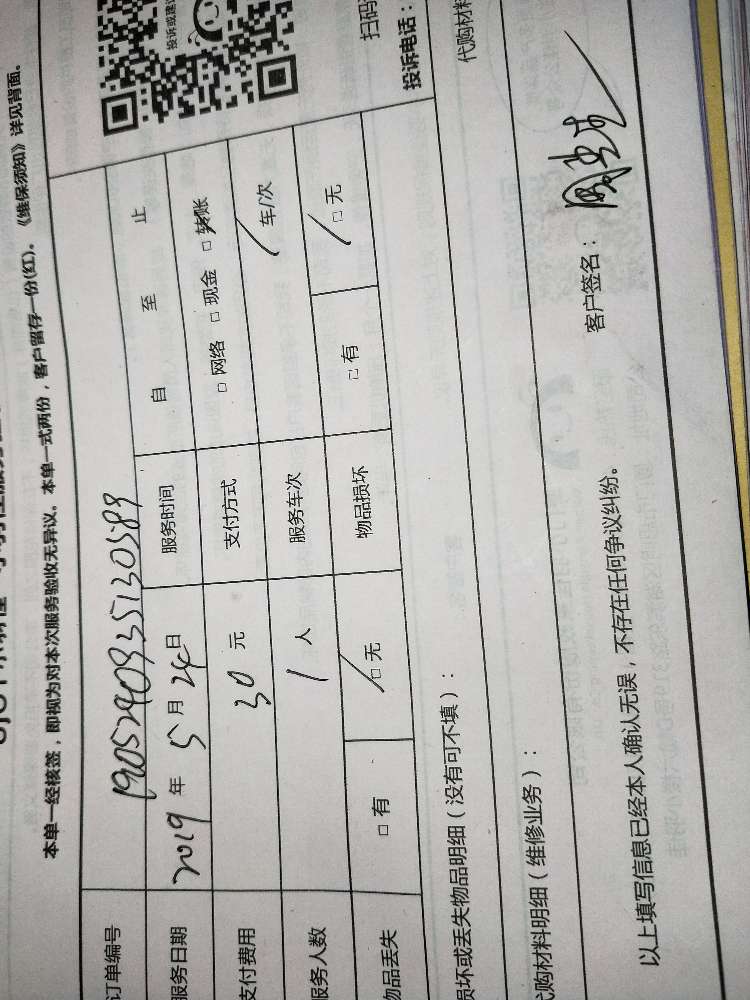 本单一经核签，即视为对本次服务验收无异议。本单一式两份，客户留存一份(红)。《维保须知》详见背面。
订单编号 190524093351130589
服务日期 2019 年 5 月 24 日 服务时间 自 至 止
支付费用 30 元 支付方式 □ 网络 □ 现金 □ 转账
服务人数 1 人 服务车次 / 车/次
物品丢失 □ 有 □ 无 物品损坏 □ 有 □ 无
损坏或丢失物品明细（没有可不填）：
代购材料明细（维修业务）：
代购材料
以上填写信息已经本人确认无误，不存在任何争议纠纷。
客户签名：
扫码
投诉电话：